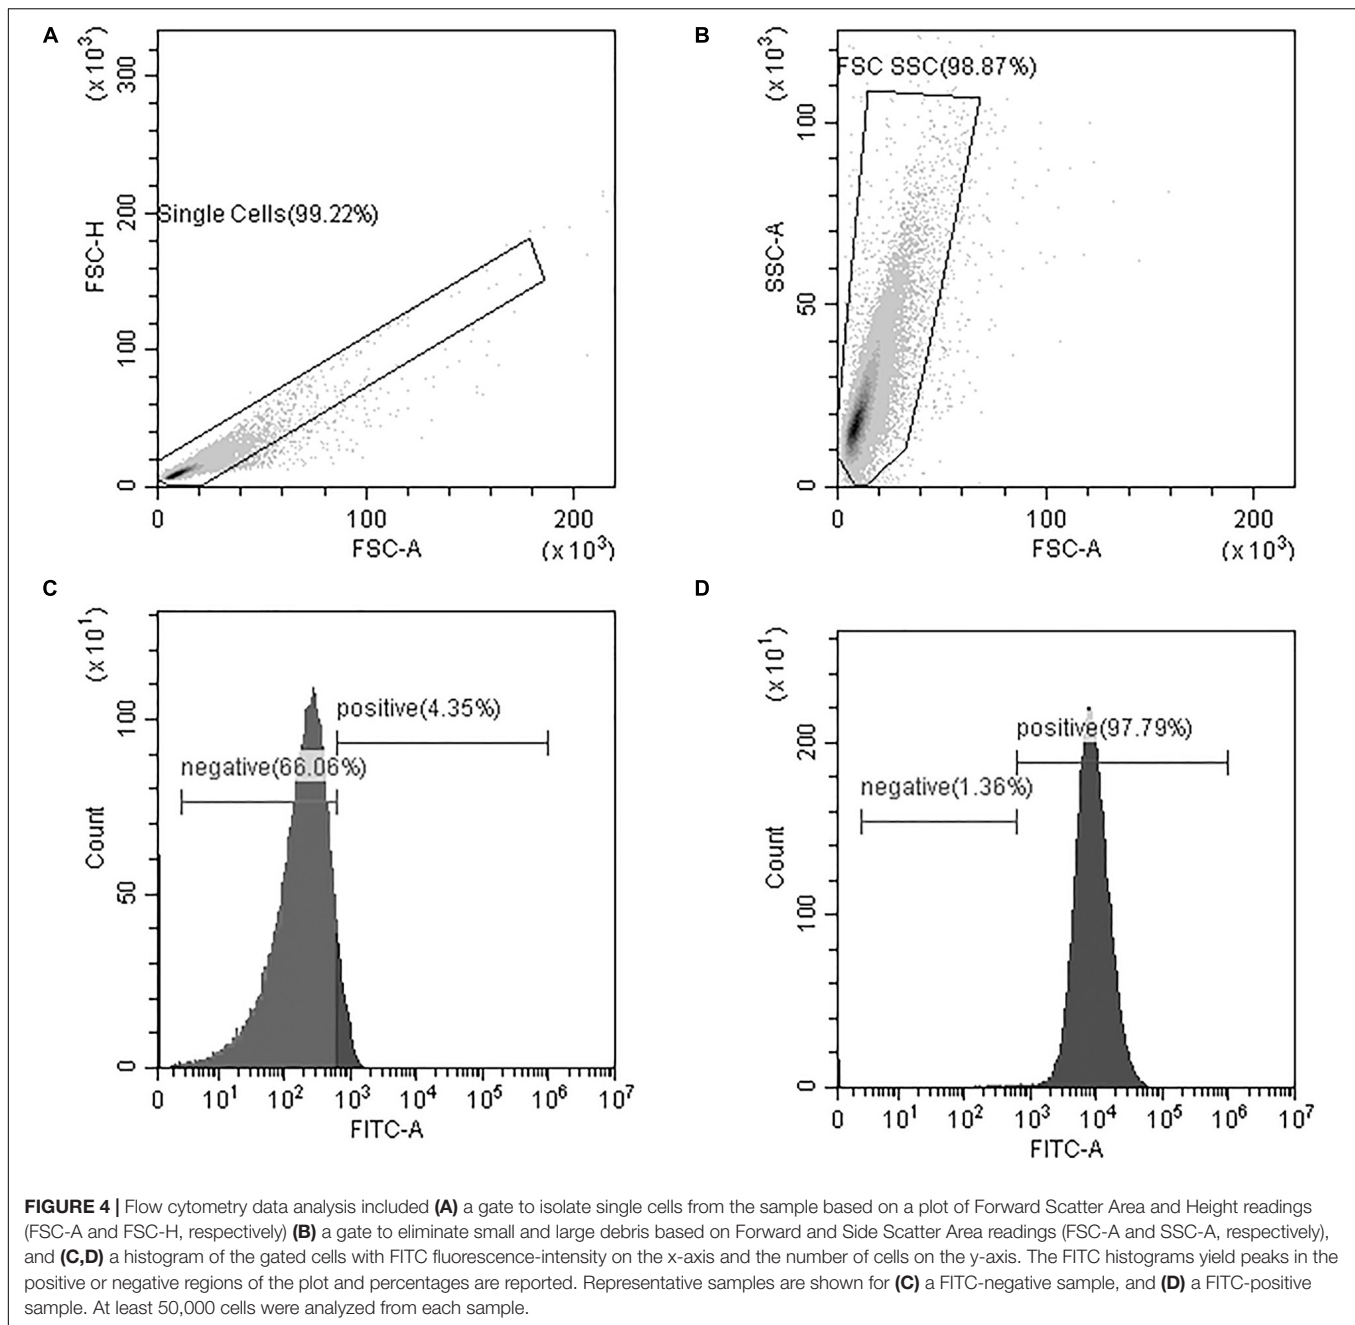 A
(x 10³)
300
200
100
0
FSC-H
Single Cells(99.22%)
0 100 200
FSC-A (x 10³)
B
(x 10³)
100
50
0
SSC-A
FSC SSC(98.87%)
0 100 200
FSC-A (x 10³)
C
(x 10¹)
100
50
0
Count
positive(4.35%)
negative(66.06%)
0 10¹ 10² 10³ 10⁴ 10⁵ 10⁶ 10⁷
FITC-A
D
(x 10¹)
200
100
0
Count
positive(97.79%)
negative(1.36%)
0 10¹ 10² 10³ 10⁴ 10⁵ 10⁶ 10⁷
FITC-A
FIGURE 4 | Flow cytometry data analysis included (A) a gate to isolate single cells from the sample based on a plot of Forward Scatter Area and Height readings
(FSC-A and FSC-H, respectively) (B) a gate to eliminate small and large debris based on Forward and Side Scatter Area readings (FSC-A and SSC-A, respectively),
and (C,D) a histogram of the gated cells with FITC fluorescence-intensity on the x-axis and the number of cells on the y-axis. The FITC histograms yield peaks in the
positive or negative regions of the plot and percentages are reported. Representative samples are shown for (C) a FITC-negative sample, and (D) a FITC-positive
sample. At least 50,000 cells were analyzed from each sample.